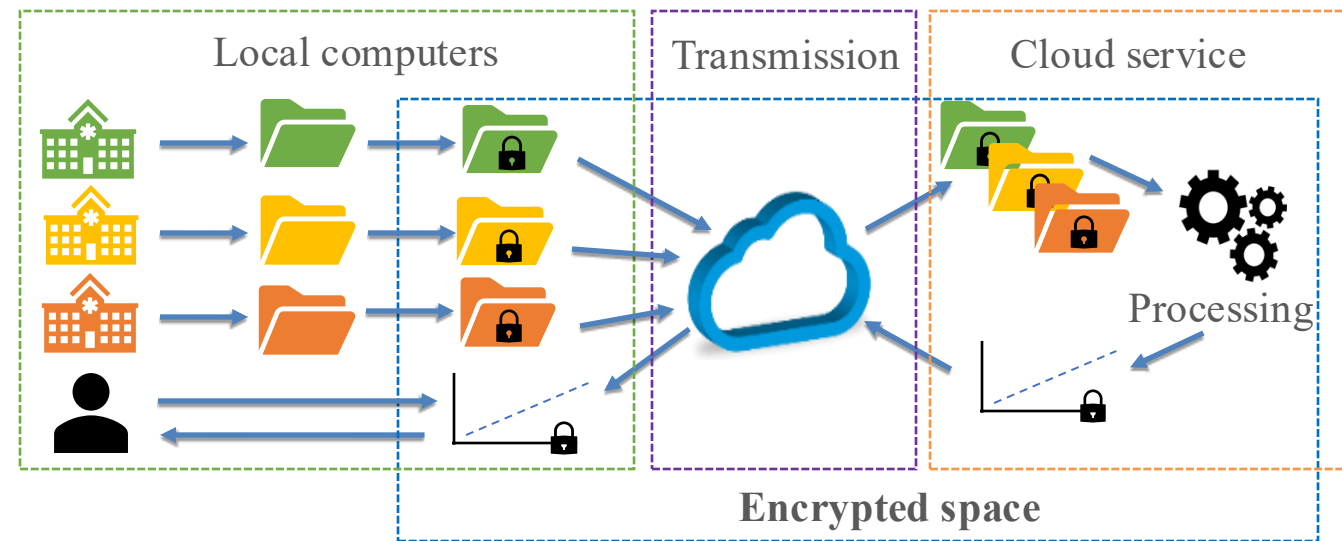 Local computers
Transmission
Cloud service
Processing
Encrypted space